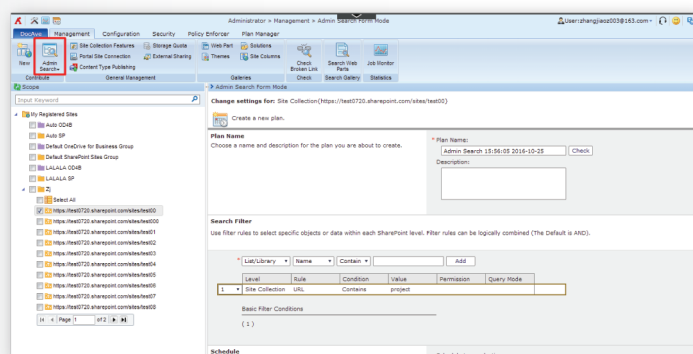 Administrator > Management > Admin Search Form Mode
User:zhangjiaoz003@163.com
DocAve Management Configuration Security Policy Enforcer Plan Manager
New
Admin Search
Site Collection Features
Storage Guide
Portal Site Connection
External Sharing
Content Type Publishing
Web Part
Solutions
Themes
Site Columns
Check Broken Link
Search Web Parts
Job Monitor
Contribute General Management Galleries Check Search Gallery Statistics
Scope
> Admin Search Form Mode
Input Keyword
Change settings for: Site Collection(https://test0720.sharepoint.com/sites/test00)
Create a new plan.
My Registered Sites
Auto OD4B
Auto SP
Default OneDrive for Business Group
Default SharePoint Sites Group
LALALA OD4B
LALALA SP
Zj
Select All
https://test0720.sharepoint.com/sites/test00
https://test0720.sharepoint.com/sites/test000
https://test0720.sharepoint.com/sites/test01
https://test0720.sharepoint.com/sites/test02
https://test0720.sharepoint.com/sites/test03
https://test0720.sharepoint.com/sites/test04
https://test0720.sharepoint.com/sites/test05
https://test0720.sharepoint.com/sites/test06
https://test0720.sharepoint.com/sites/test07
https://test0720.sharepoint.com/sites/test08
Page 1 of 2
Plan Name
Choose a name and description for the plan you are about to create.
* Plan Name:
Admin Search 15:56:05 2016-10-25 Check
Description:
Search Filter
Use filter rules to select specific objects or data within each SharePoint level. Filter rules can be logically combined (The Default is AND).
* List/Library Name Contain Add
Level Rule Condition Value Permission Query Mode
1 Site Collection URL Contains project
Basic Filter Conditions
( 1 )
Schedule